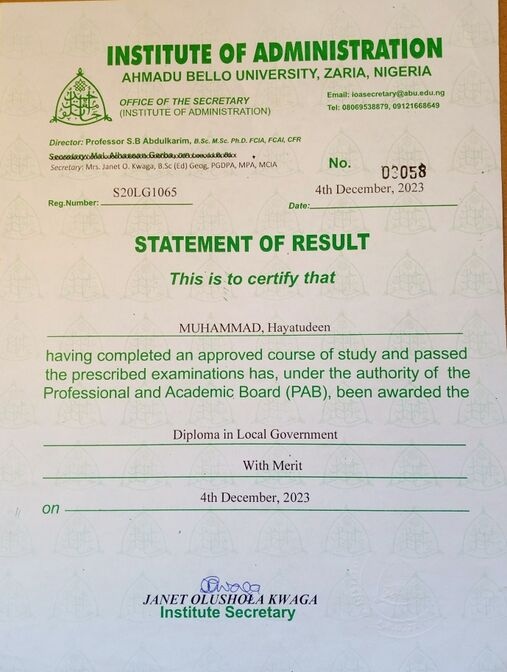 INSTITUTE OF ADMINISTRATION
AHMADU BELLO UNIVERSITY, ZARIA, NIGERIA
OFFICE OF THE SECRETARY
(INSTITUTE OF ADMINISTRATION)
Email: ioasecretary@abu.edu.ng
Tel: 08069538879, 09121668649
Director: Professor S.B Abdulkarim, B.Sc. M.Sc. Ph.D. FCIA, FCAI, CFR
Secretary: Mrs. Janet O. Kwaga, B.Sc (Ed) Geog, PGDPA, MPA, MCIA
No. 03058
Reg.Number: S20LG1065
Date: 4th December, 2023
STATEMENT OF RESULT
This is to certify that
MUHAMMAD, Hayatudeen
having completed an approved course of study and passed
the prescribed examinations has, under the authority of the
Professional and Academic Board (PAB), been awarded the
Diploma in Local Government
With Merit
on 4th December, 2023
JANET OLUSHOLA KWAGA
Institute Secretary